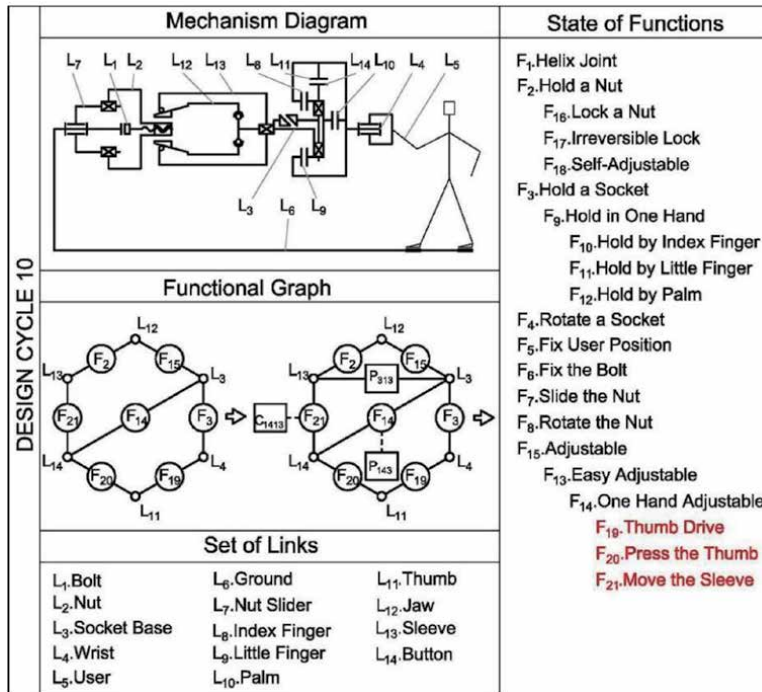 DESIGN CYCLE 10
Mechanism Diagram
L7 L1 L2 L12 L13 L8 L11 L14 L10 L4 L5
L3 L6 L9
Functional Graph
L12
L13 F2 F15 L3
F21 F14 F3
L14 F20 F19 L4
L11
C1413
L12
L13 F2 F15 L3
P313
F21 F14 F3
P143
L14 F20 F19 L4
L11
Set of Links
L1.Bolt
L2.Nut
L3.Socket Base
L4.Wrist
L5.User
L6.Ground
L7.Nut Slider
L8.Index Finger
L9.Little Finger
L10.Palm
L11.Thumb
L12.Jaw
L13.Sleeve
L14.Button
State of Functions
F1.Helix Joint
F2.Hold a Nut
F16.Lock a Nut
F17.Irreversible Lock
F18.Self-Adjustable
F3.Hold a Socket
F9.Hold in One Hand
F10.Hold by Index Finger
F11.Hold by Little Finger
F12.Hold by Palm
F4.Rotate a Socket
F5.Fix User Position
F6.Fix the Bolt
F7.Slide the Nut
F8.Rotate the Nut
F15.Adjustable
F13.Easy Adjustable
F14.One Hand Adjustable
F19.Thumb Drive
F20.Press the Thumb
F21.Move the Sleeve